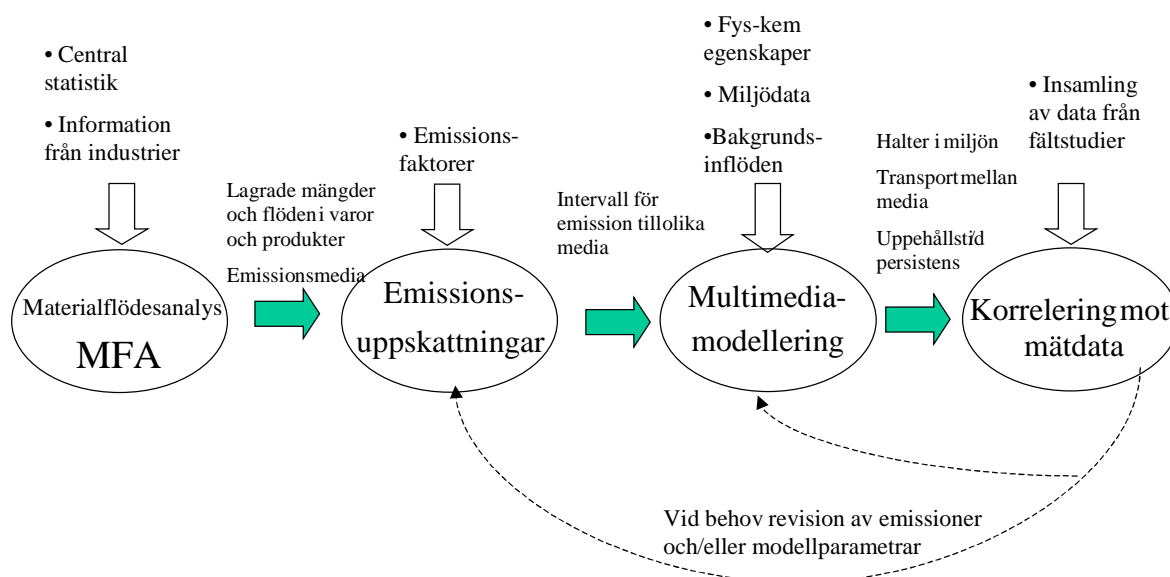 • Central
statistik
• Information
från industrier
Lagrade mängder
och flöden i varor
och produkter
Emissionsmedia
Materialflödesanalys
MFA
• Emissions-
faktorer
Emissions-
uppskattningar
Intervall för
emission till olika
media
• Fys-kem
egenskaper
• Miljödata
•Bakgrunds-
inflöden
Multimedia-
modellering
Halter i miljön
Transport mellan
media
Uppehållstid
persistens
• Insamling
av data från
fältstudier
Korrelering mot
mätdata
Vid behov revision av emissioner
och/eller modellparametrar